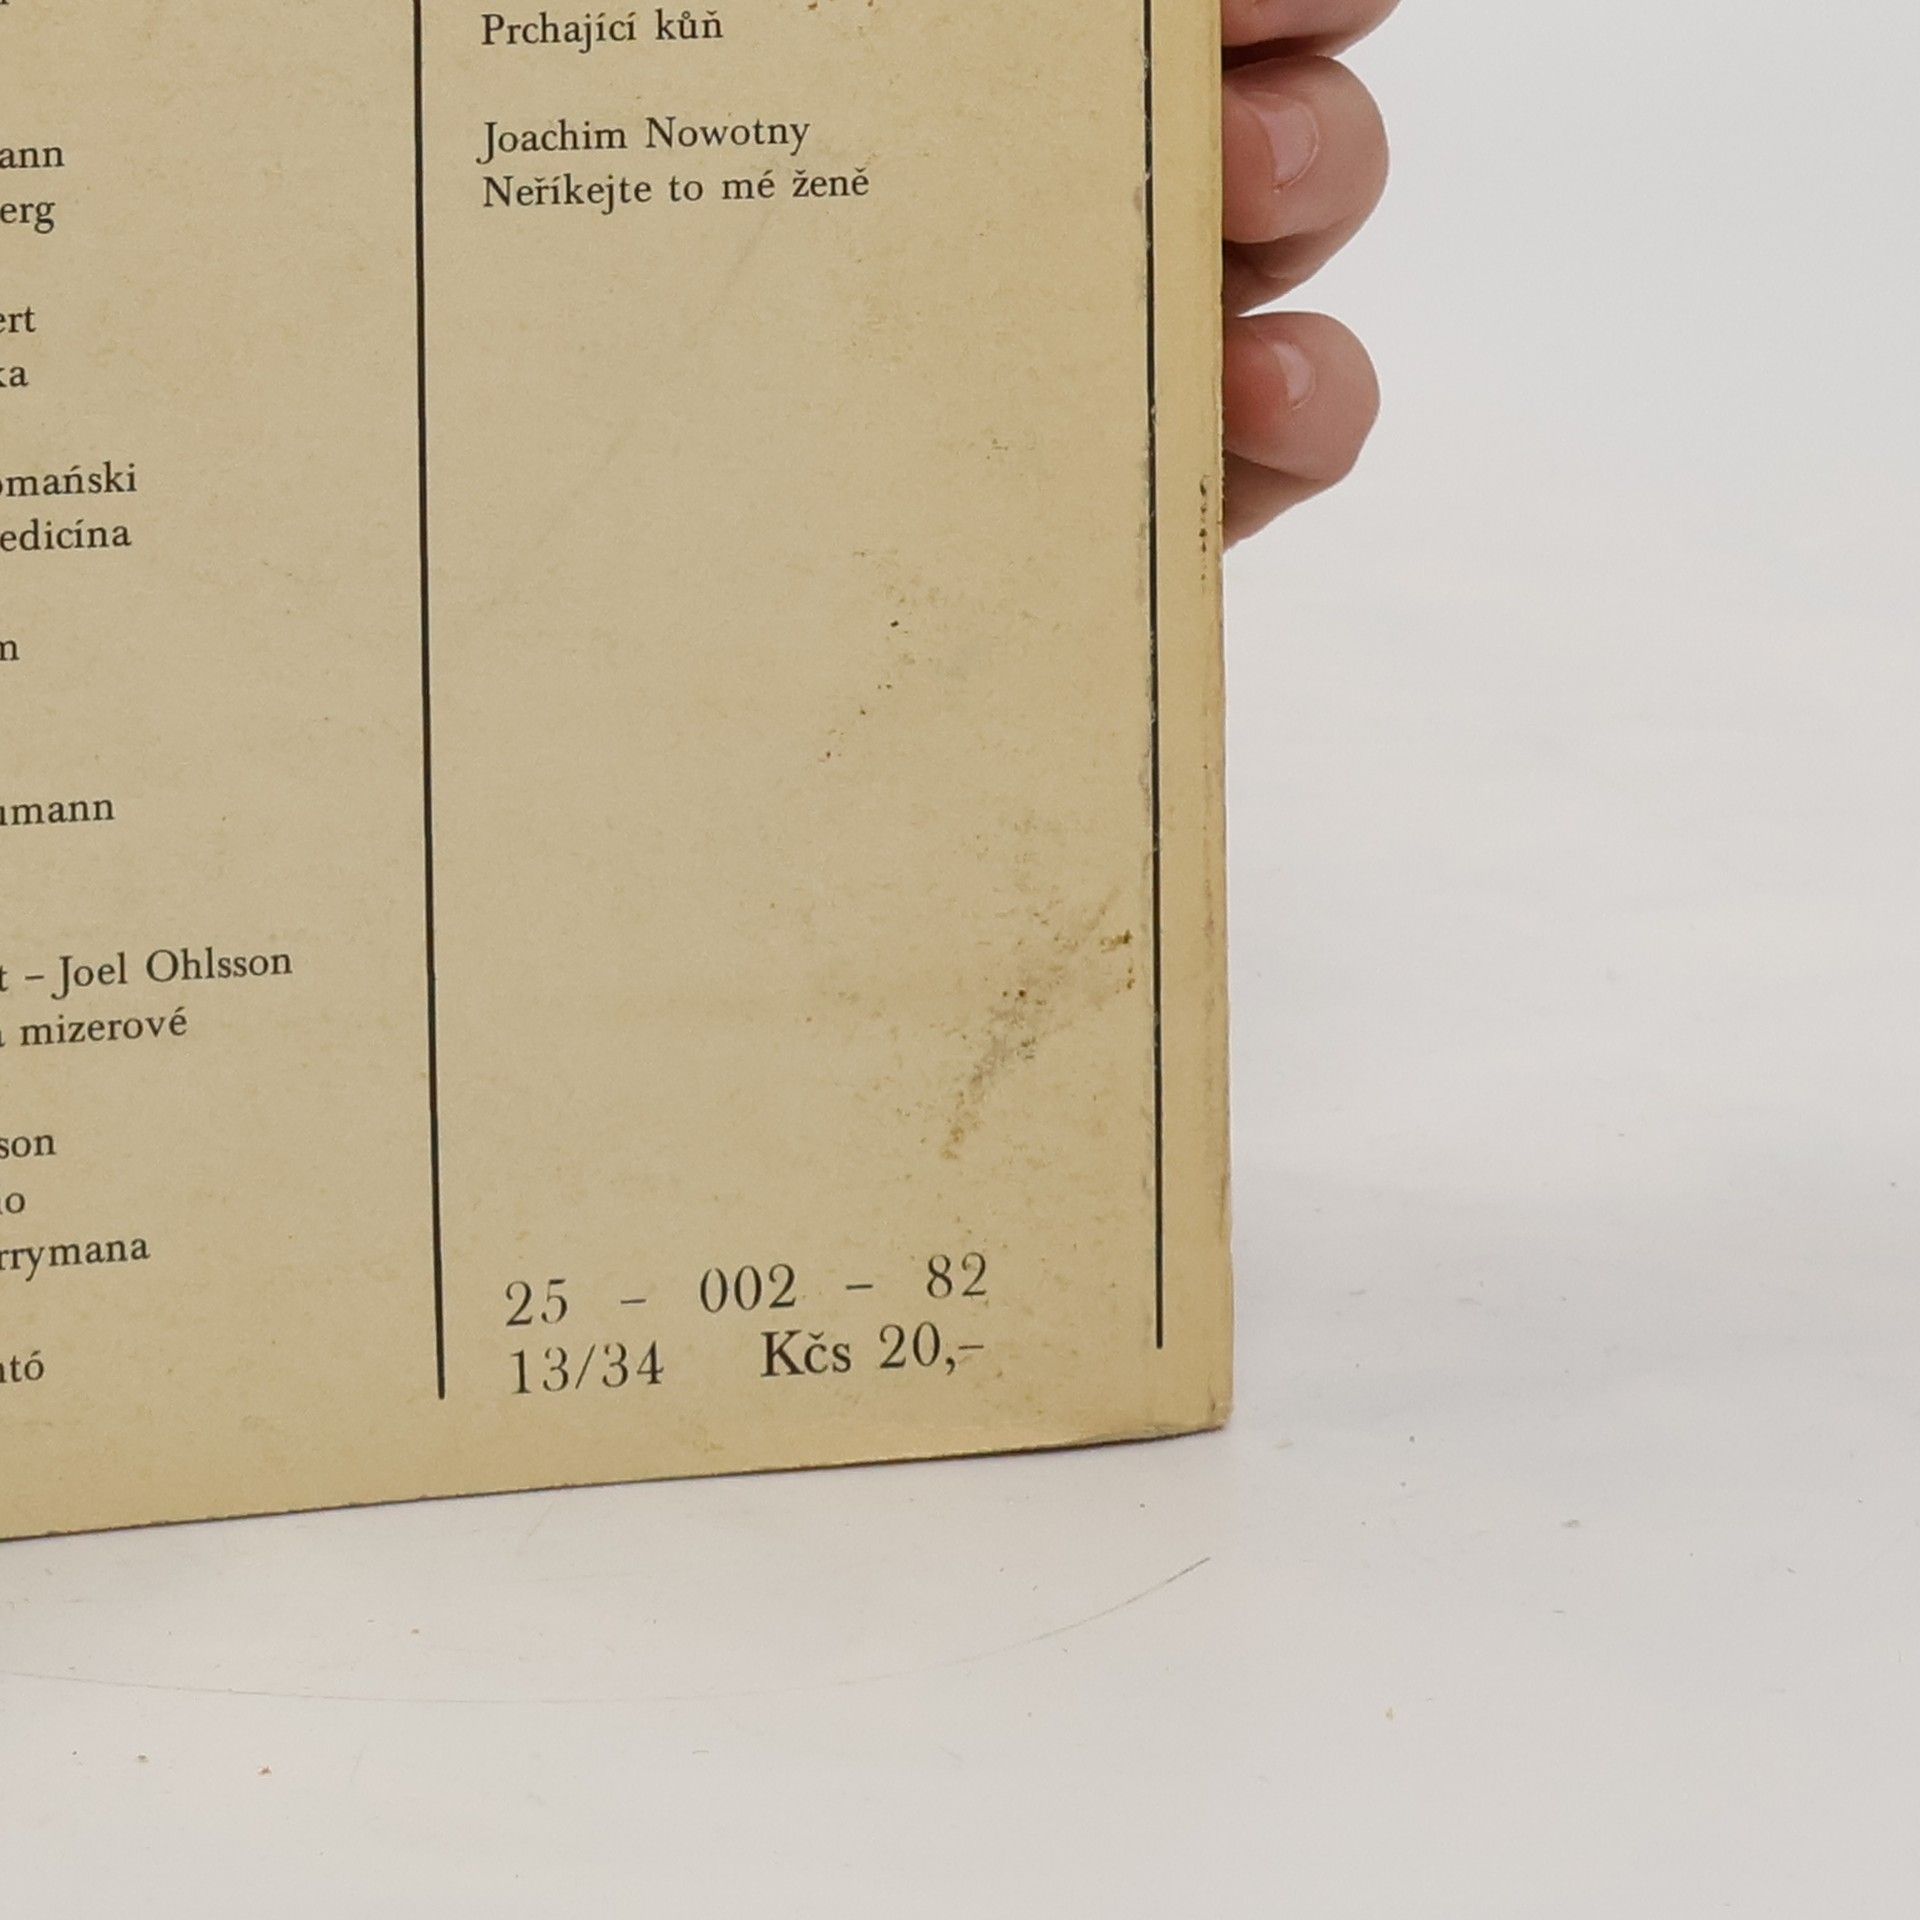 ann
erg
ert
ka
omański
edicína
m
umann
t – Joel Ohlsson
mizerové
son
rrymana
ntó
Prchající kůň
Joachim Nowotny
Neříkejte to mé ženě
25 - 002 - 82
13/34 Kčs 20,-